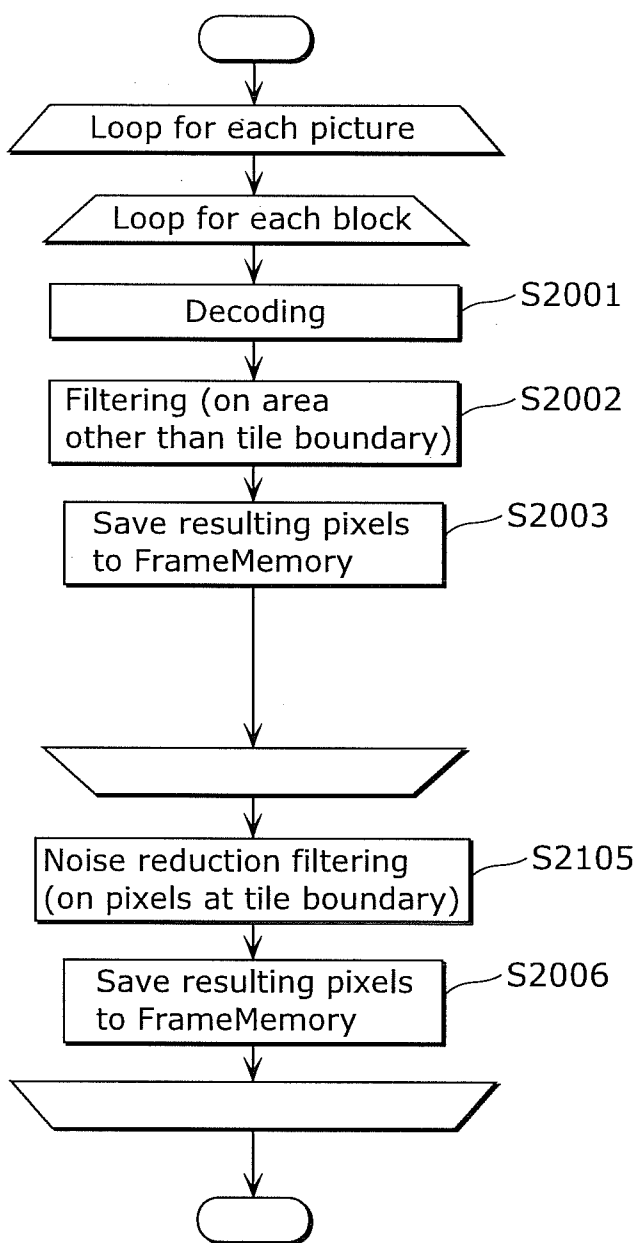 Loop for each picture
Loop for each block
Decoding
S2001
Filtering (on area
other than tile boundary)
S2002
Save resulting pixels
to FrameMemory
S2003
Noise reduction filtering
(on pixels at tile boundary)
S2105
Save resulting pixels
to FrameMemory
S2006